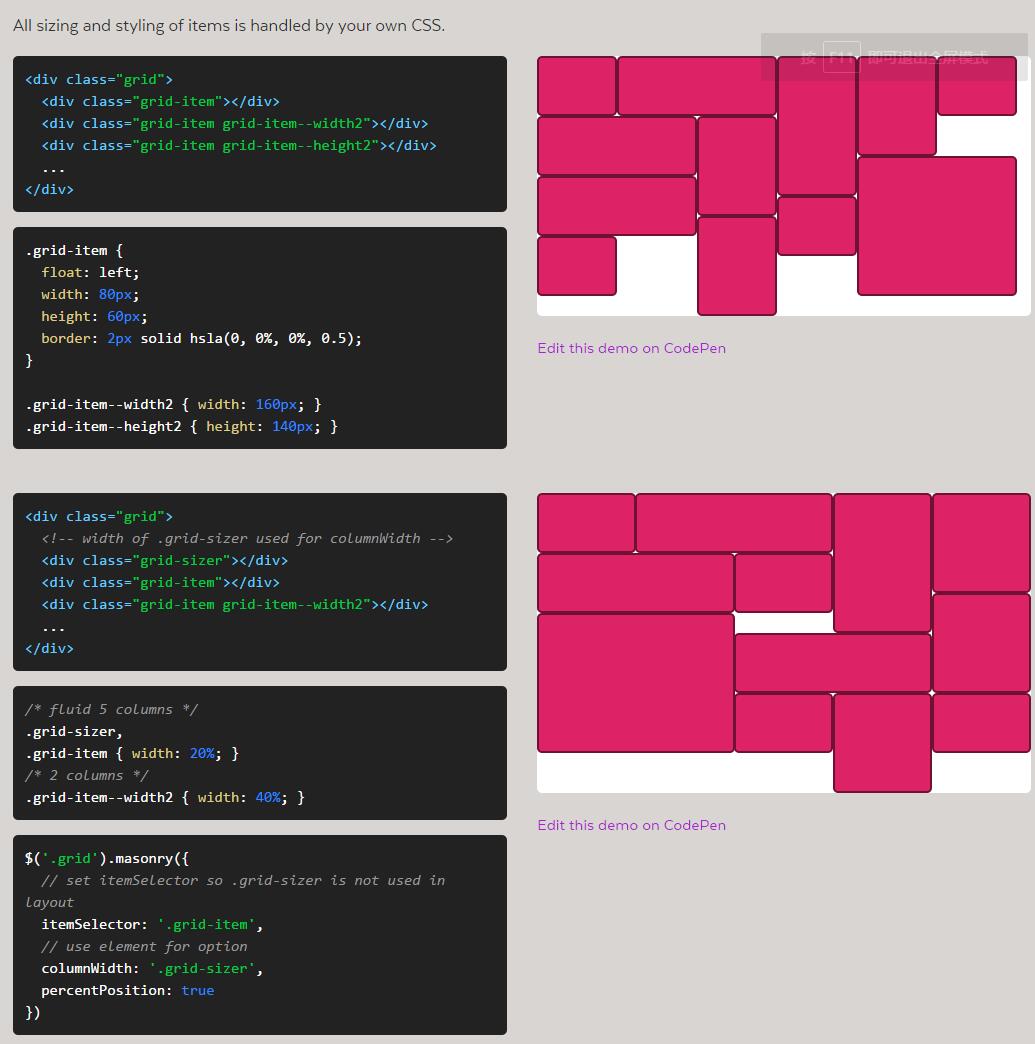 All sizing and styling of items is handled by your own CSS.
按 F11 即可退出全屏模式
<div class="grid">
  <div class="grid-item"></div>
  <div class="grid-item grid-item--width2"></div>
  <div class="grid-item grid-item--height2"></div>
  ...
</div>
.grid-item {
  float: left;
  width: 80px;
  height: 60px;
  border: 2px solid hsla(0, 0%, 0%, 0.5);
}
.grid-item--width2 { width: 160px; }
.grid-item--height2 { height: 140px; }
Edit this demo on CodePen
<div class="grid">
  <!-- width of .grid-sizer used for columnWidth -->
  <div class="grid-sizer"></div>
  <div class="grid-item"></div>
  <div class="grid-item grid-item--width2"></div>
  ...
</div>
/* fluid 5 columns */
.grid-sizer,
.grid-item { width: 20%; }
/* 2 columns */
.grid-item--width2 { width: 40%; }
$('.grid').masonry({
  // set itemSelector so .grid-sizer is not used in
layout
  itemSelector: '.grid-item',
  // use element for option
  columnWidth: '.grid-sizer',
  percentPosition: true
})
Edit this demo on CodePen